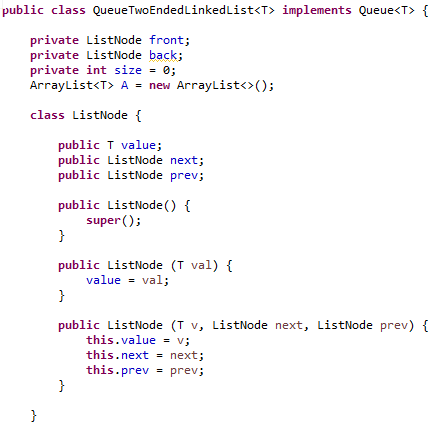 public class QueueTwoEndedLinkedList<T> implements Queue<T> {
private ListNode front;
private ListNode back;
private int size = 0;
ArrayList<T> A = new ArrayList<>();
class ListNode {
public T value;
public ListNode next;
public ListNode prev;
public ListNode() {
super();
}
public ListNode (T val) {
value = val;
}
public ListNode (T v, ListNode next, ListNode prev) {
this.value = v;
this.next = next;
this.prev = prev;
}
}